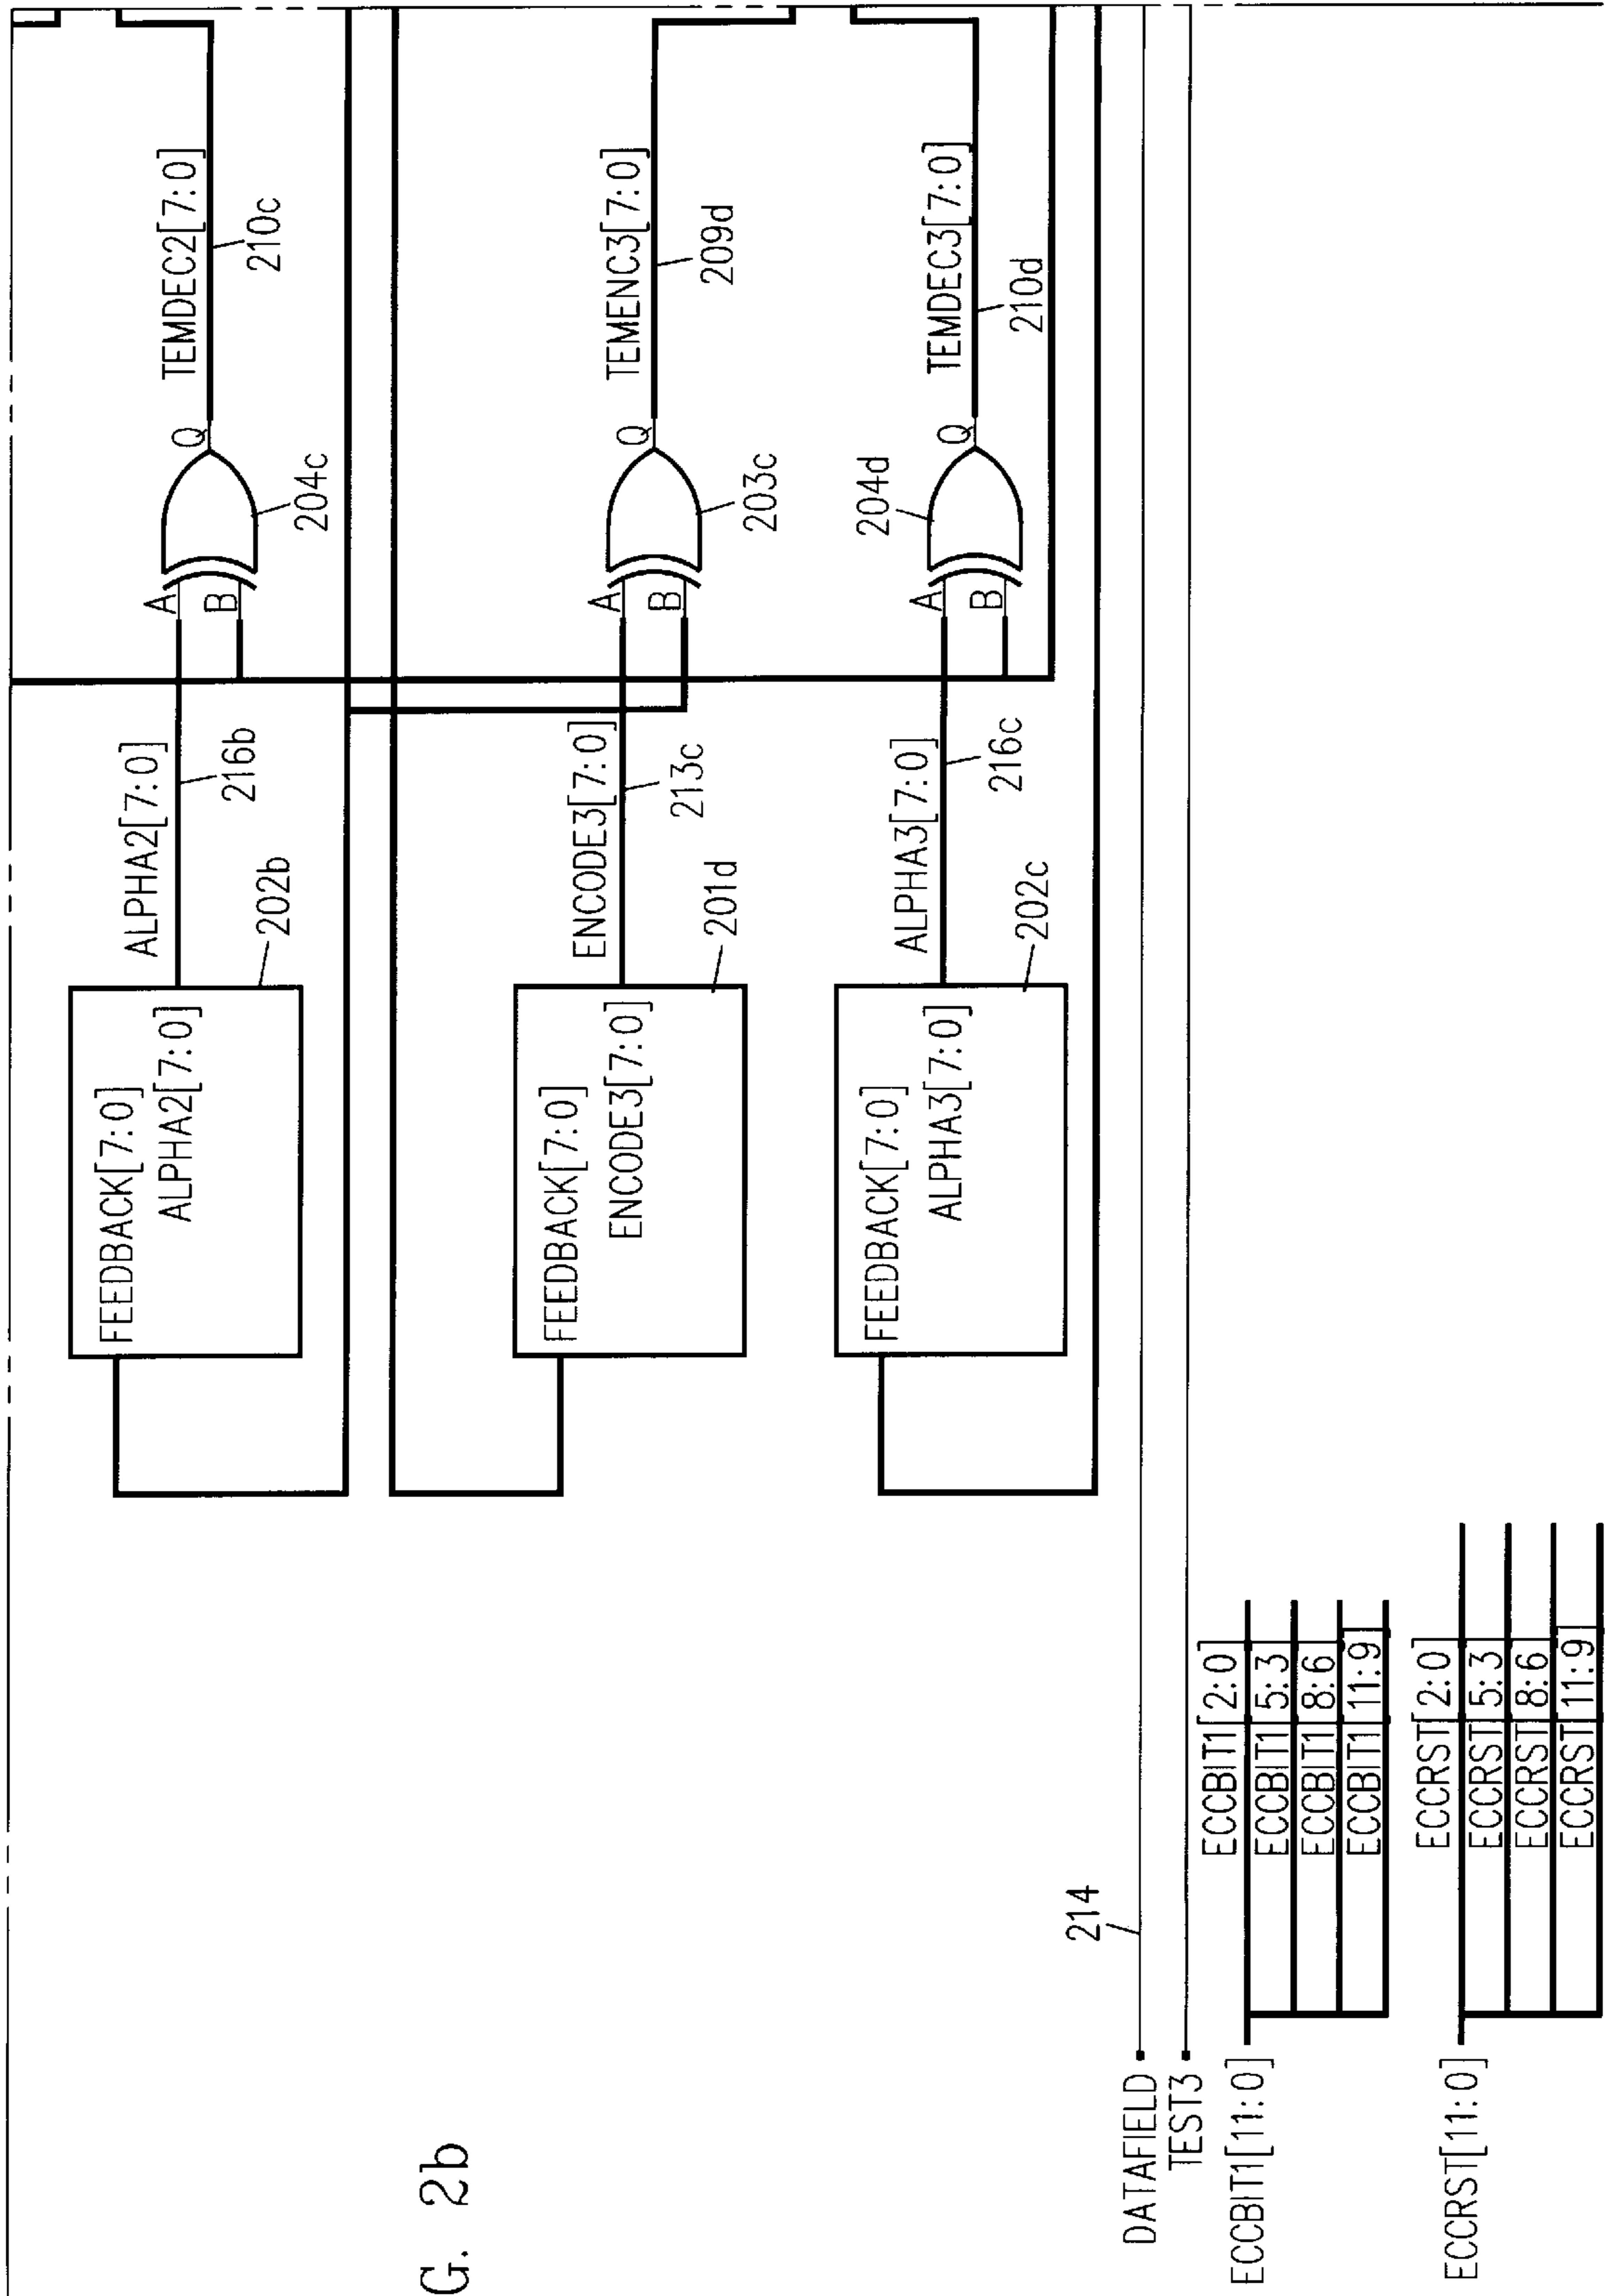 FEEDBACK[7:0]
ALPHA2[7:0]
202b
ALPHA2[7:0]
216b
A
B
Q
204c
TEMDEC2[7:0]
210c
FEEDBACK[7:0]
ENCODE3[7:0]
201d
ENCODE3[7:0]
213c
A
B
Q
203c
TEMENC3[7:0]
209d
FEEDBACK[7:0]
ALPHA3[7:0]
202c
ALPHA3[7:0]
216c
A
B
Q
204d
TEMDEC3[7:0]
210d
G. 2b
214
DATAFIELD
TEST3
ECCBIT1[11:0]
ECCBIT1[2:0]
ECCBIT1[5:3]
ECCBIT1[8:6]
ECCBIT1[11:9]
ECCRST[11:0]
ECCRST[2:0]
ECCRST[5:3]
ECCRST[8:6]
ECCRST[11:9]